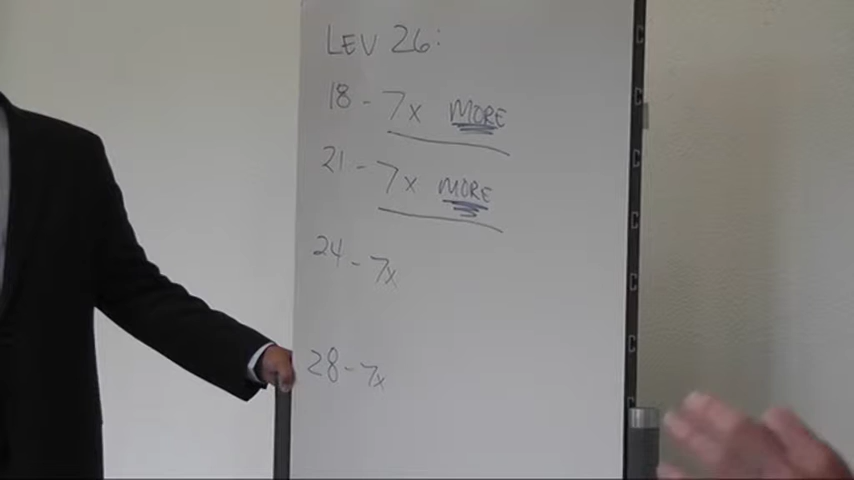 LEV 26:
18 - 7x MORE
21 - 7x MORE
24 - 7x
28 - 7x